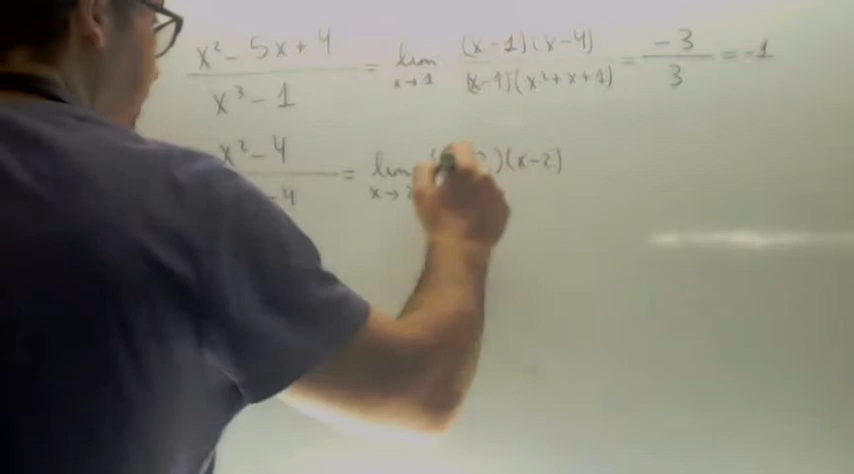 x² - 5x + 4 / x³ - 1 = lim x→1 (x-1)(x-4) / (x-1)(x²+x+1) = -3 / 3 = -1
x² - 4 / -4 = lim x→ )(x-2)